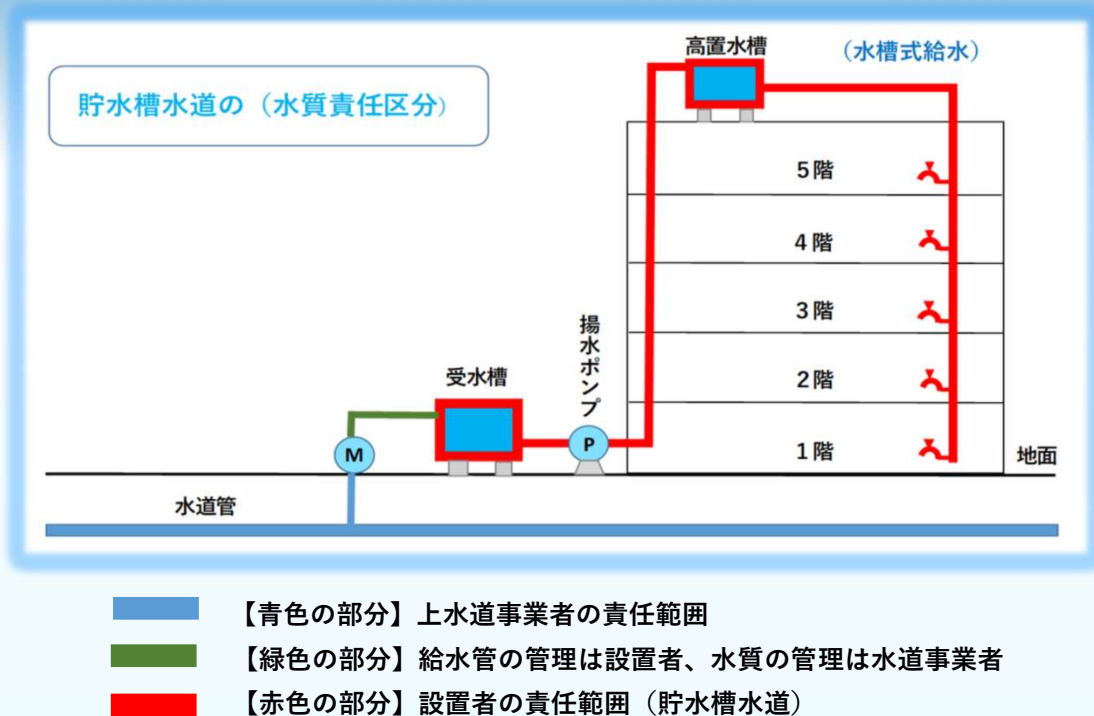 高置水槽
（水槽式給水）
貯水槽水道の（水質責任区分）
5階
4階
3階
揚水ポンプ
受水槽
2階
P
M
1階
地面
水道管
【青色の部分】上水道事業者の責任範囲
【緑色の部分】給水管の管理は設置者、水質の管理は水道事業者
【赤色の部分】設置者の責任範囲（貯水槽水道）